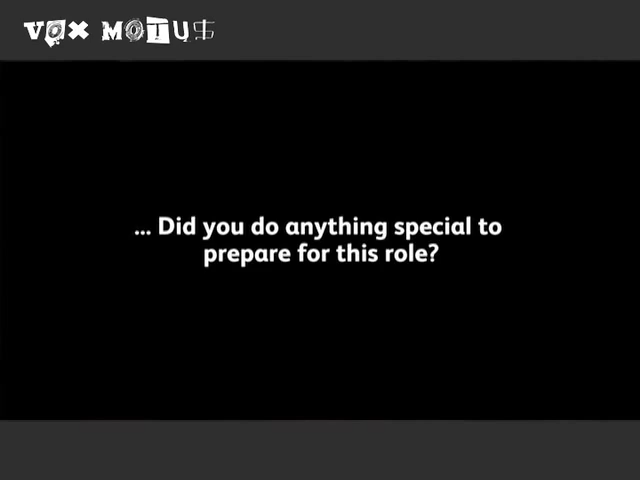 VOX MOTUS
... Did you do anything special to
prepare for this role?